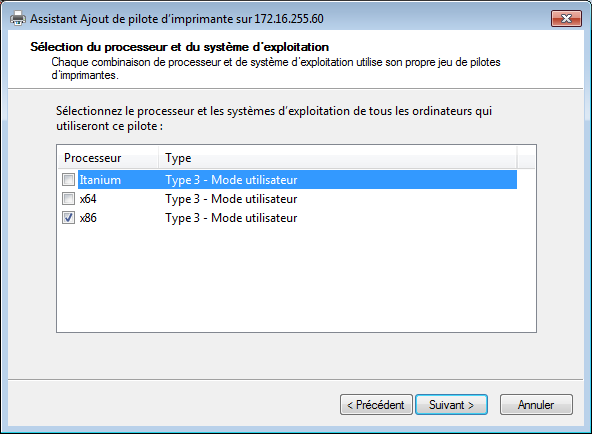 Assistant Ajout de pilote d'imprimante sur 172.16.255.60
Sélection du processeur et du système d'exploitation
Chaque combinaison de processeur et de système d'exploitation utilise son propre jeu de pilotes
d'imprimantes.
Sélectionnez le processeur et les systèmes d'exploitation de tous les ordinateurs qui
utiliseront ce pilote :
Processeur Type
Itanium Type 3 - Mode utilisateur
x64 Type 3 - Mode utilisateur
x86 Type 3 - Mode utilisateur
< Précédent Suivant > Annuler